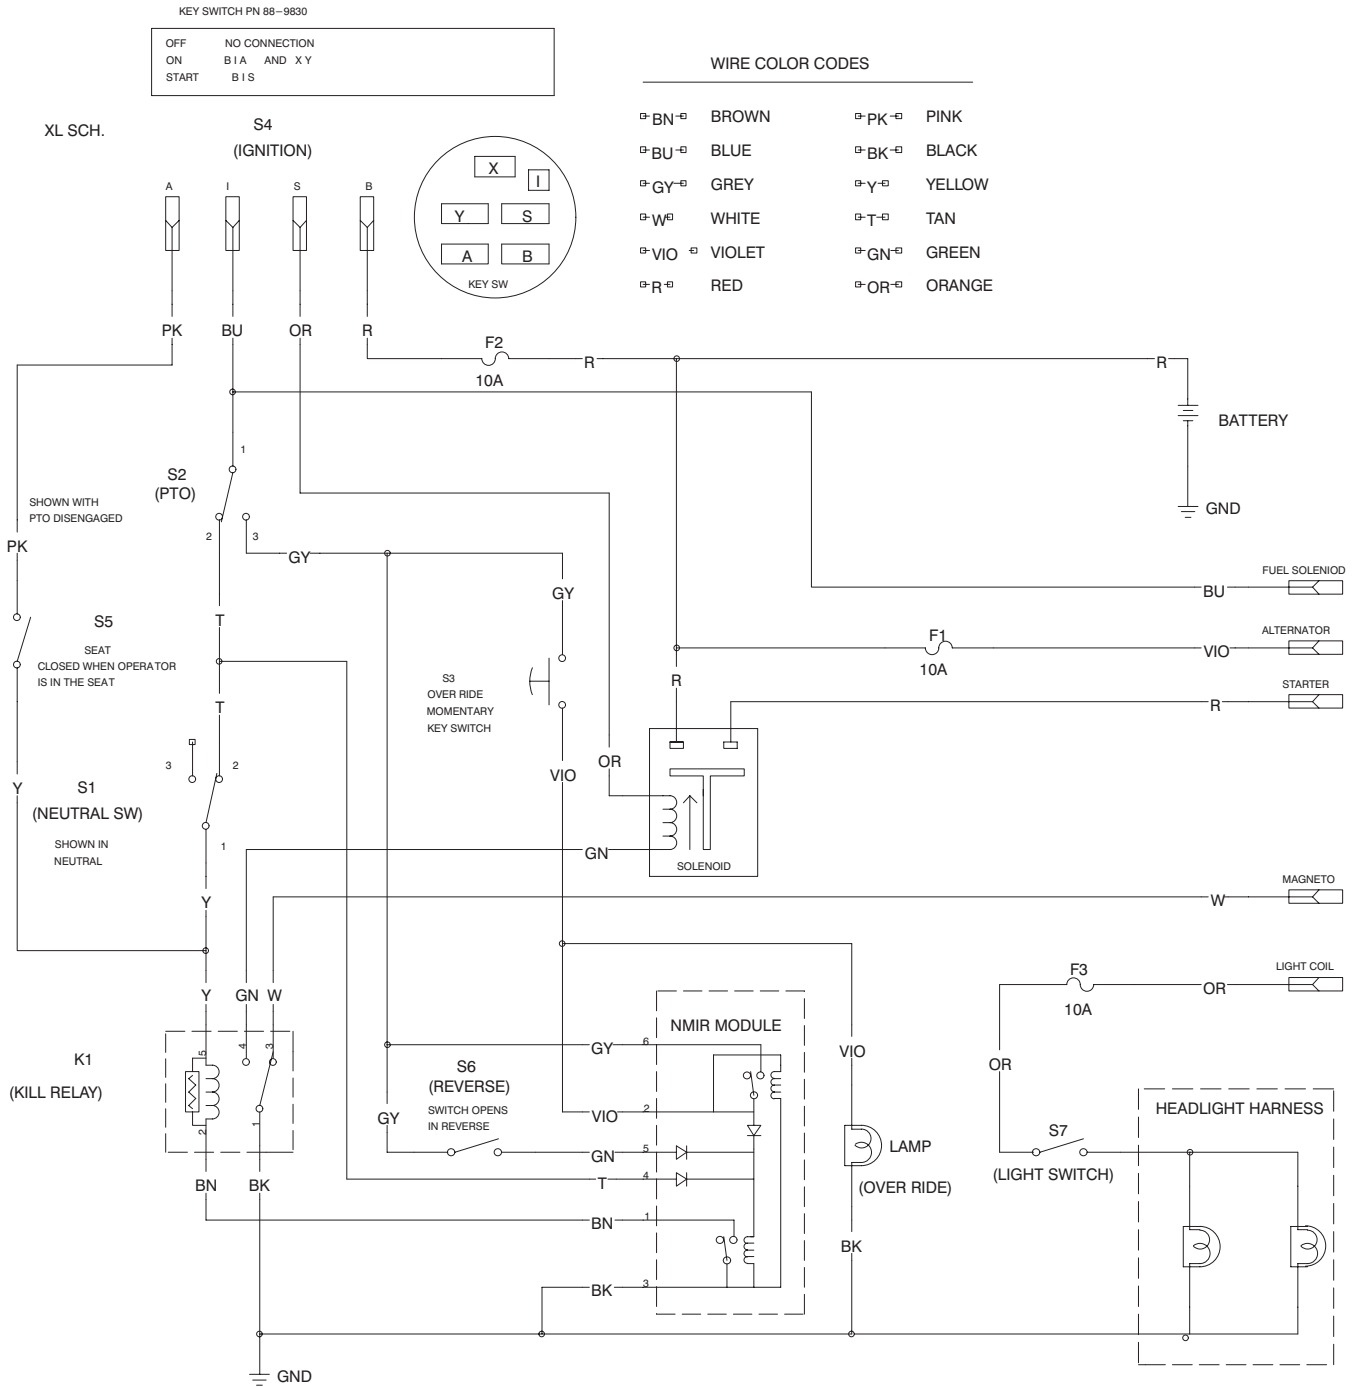 KEY SWITCH PN 88-9830
OFF NO CONNECTION
ON B I A AND X Y
START B I S
XL SCH.
S4
(IGNITION)
A
I
S
B
X
I
Y
S
A
B
KEY SW
WIRE COLOR CODES
BN BROWN
PK PINK
BU BLUE
BK BLACK
GY GREY
Y YELLOW
W WHITE
T TAN
VIO VIOLET
GN GREEN
R RED
OR ORANGE
PK
BU
OR
R
F2
10A
R
R
BATTERY
GND
1
S2
(PTO)
2
3
SHOWN WITH
PTO DISENGAGED
PK
GY
GY
T
S5
SEAT
CLOSED WHEN OPERATOR
IS IN THE SEAT
T
S3
OVER RIDE
MOMENTARY
KEY SWITCH
FUEL SOLENIOD
BU
F1
10A
ALTERNATOR
VIO
R
STARTER
R
OR
VIO
3
2
Y
S1
(NEUTRAL SW)
SHOWN IN
NEUTRAL
1
GN
SOLENOID
Y
MAGNETO
W
Y
GN
W
F3
10A
LIGHT COIL
OR
K1
(KILL RELAY)
5
4
3
2
1
NMIR MODULE
GY
6
S6
(REVERSE)
SWITCH OPENS
IN REVERSE
GY
VIO
2
GN
5
T
4
BN
1
BK
3
VIO
LAMP
(OVER RIDE)
BK
OR
S7
(LIGHT SWITCH)
HEADLIGHT HARNESS
BN
BK
GND